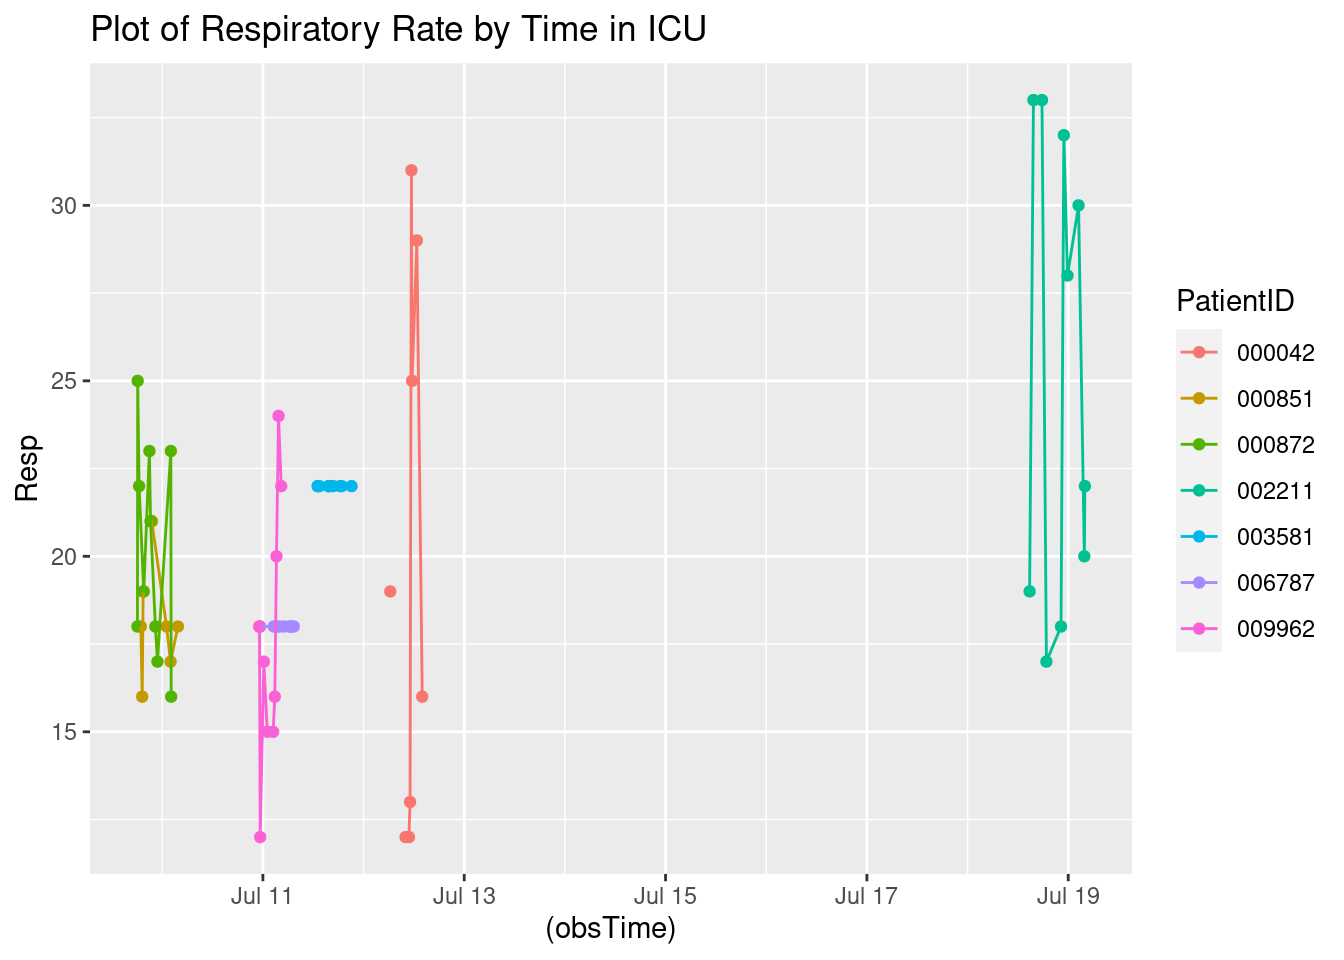 Plot of Respiratory Rate by Time in ICU
Resp
30
25
20
15
Jul 11 Jul 13 Jul 15 Jul 17 Jul 19
(obsTime)
PatientID
000042
000851
000872
002211
003581
006787
009962